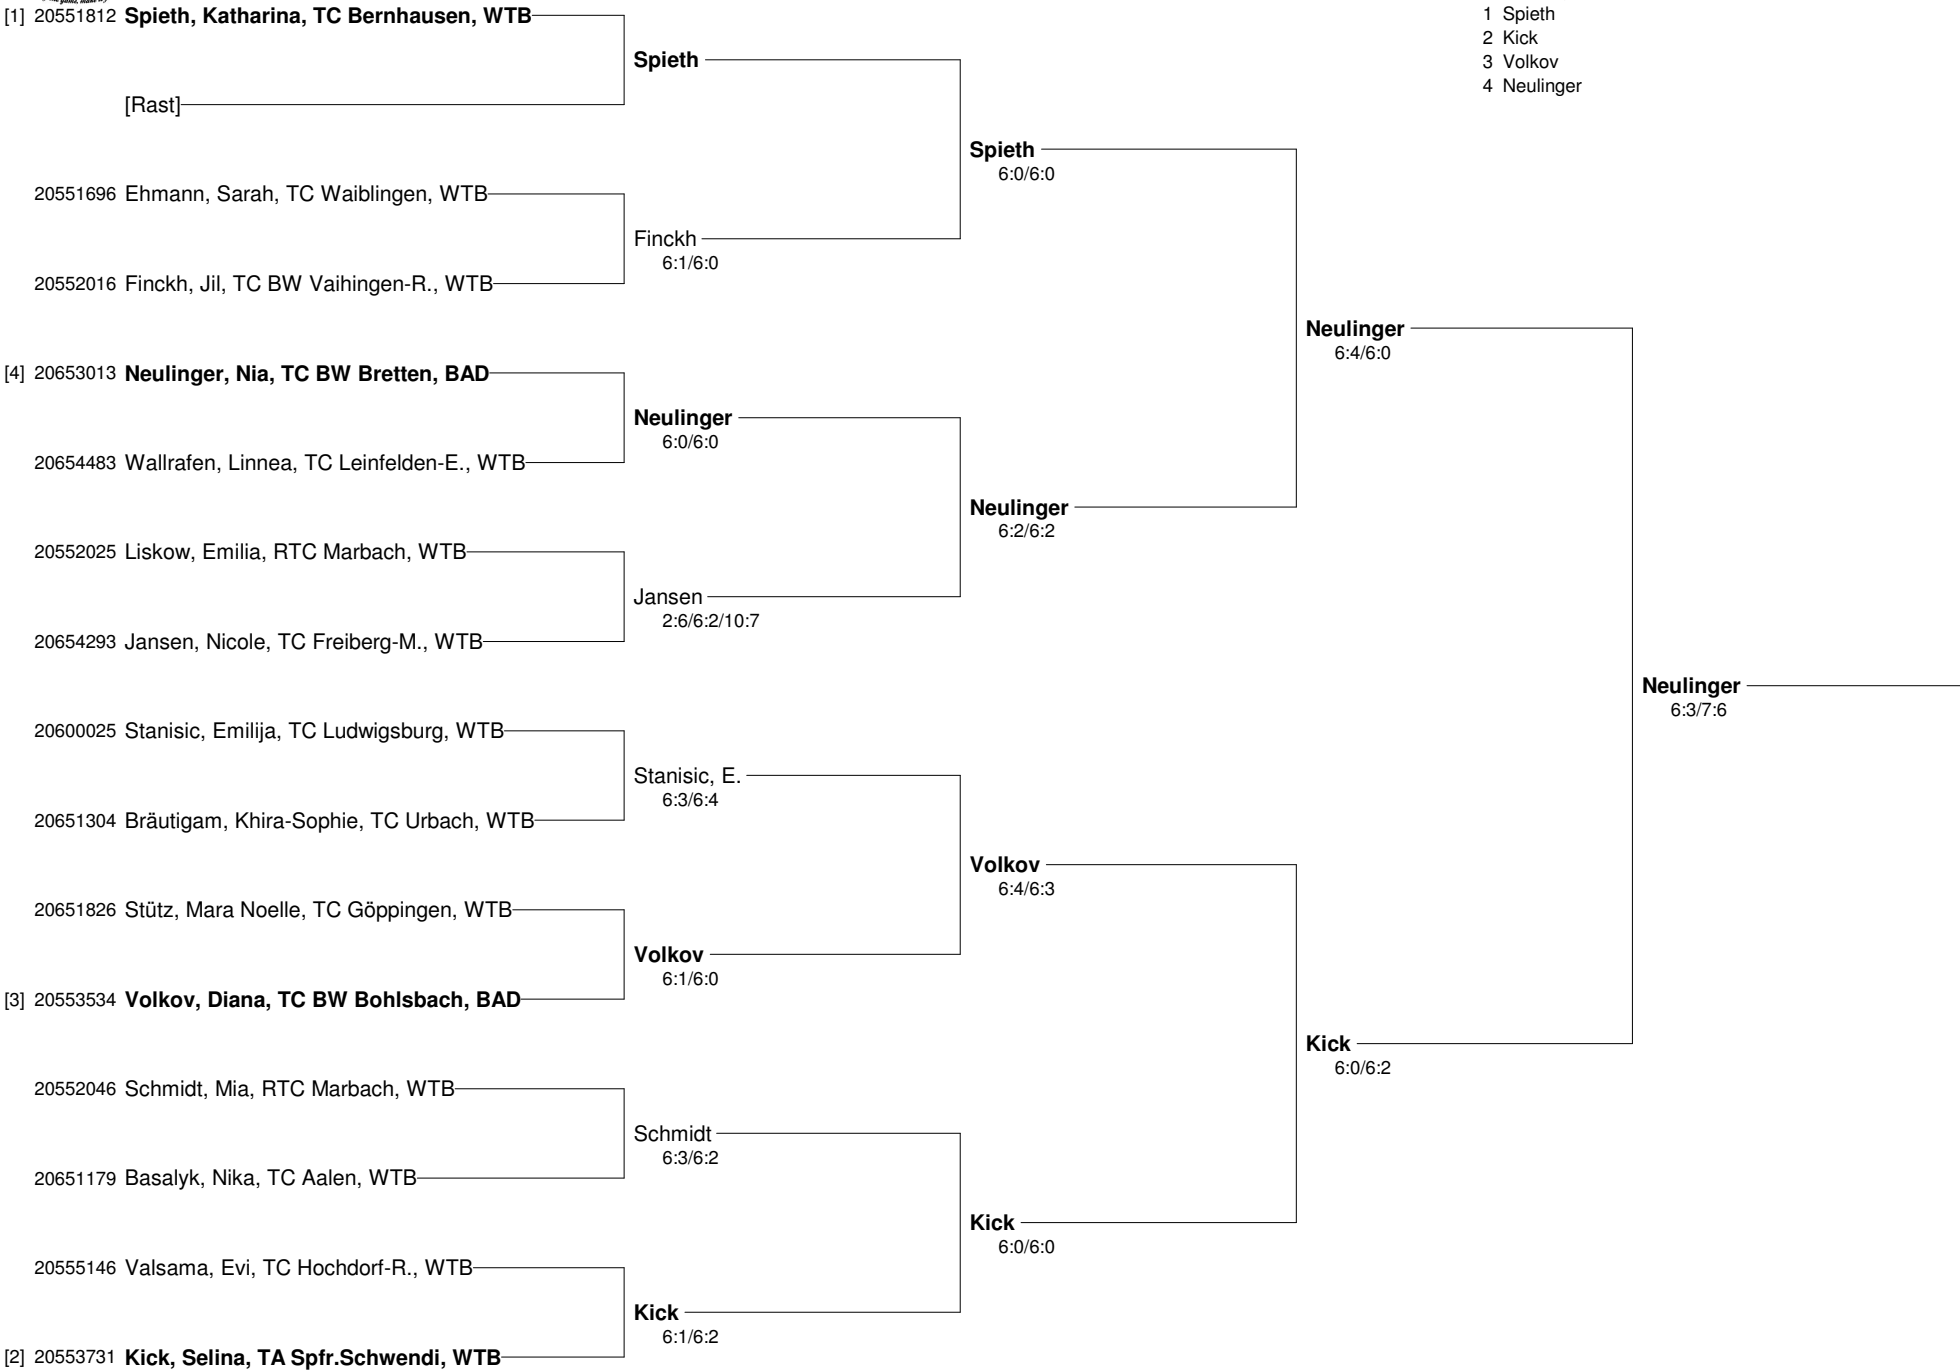 [1] 20551812 Spieth, Katharina, TC Bernhausen, WTB
[Rast]
20551696 Ehmann, Sarah, TC Waiblingen, WTB
20552016 Finckh, Jil, TC BW Vaihingen-R., WTB
[4] 20653013 Neulinger, Nia, TC BW Bretten, BAD
20654483 Wallrafen, Linnea, TC Leinfelden-E., WTB
20552025 Liskow, Emilia, RTC Marbach, WTB
20654293 Jansen, Nicole, TC Freiberg-M., WTB
20600025 Stanisic, Emilija, TC Ludwigsburg, WTB
20651304 Bräutigam, Khira-Sophie, TC Urbach, WTB
20651826 Stütz, Mara Noelle, TC Göppingen, WTB
[3] 20553534 Volkov, Diana, TC BW Bohlsbach, BAD
20552046 Schmidt, Mia, RTC Marbach, WTB
20651179 Basalyk, Nika, TC Aalen, WTB
20555146 Valsama, Evi, TC Hochdorf-R., WTB
[2] 20553731 Kick, Selina, TA Spfr.Schwendi, WTB
Spieth
Finckh
6:1/6:0
Neulinger
6:0/6:0
Jansen
2:6/6:2/10:7
Stanisic, E.
6:3/6:4
Volkov
6:1/6:0
Schmidt
6:3/6:2
Kick
6:1/6:2
Spieth
6:0/6:0
Neulinger
6:2/6:2
Volkov
6:4/6:3
Kick
6:0/6:0
Neulinger
6:4/6:0
Kick
6:0/6:2
Neulinger
6:3/7:6
1 Spieth
2 Kick
3 Volkov
4 Neulinger